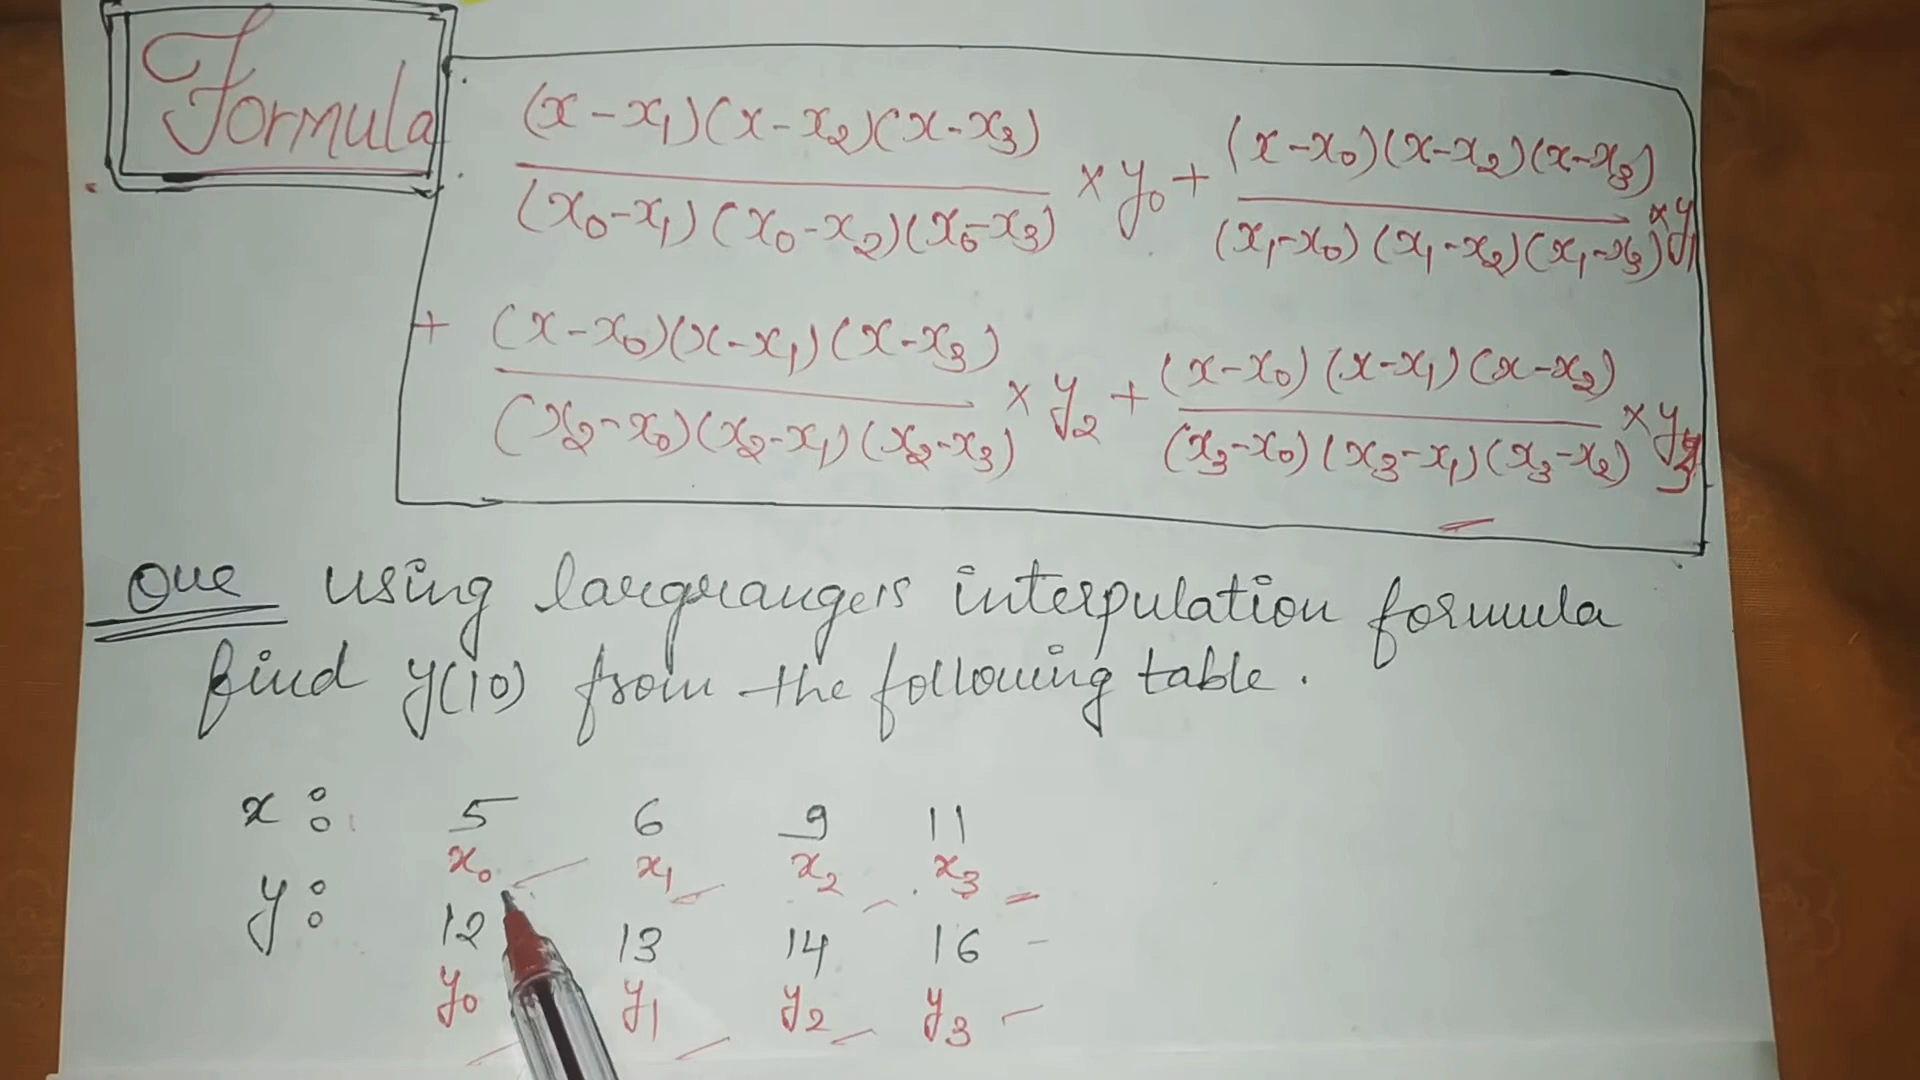 Formula
(x-x₁)(x-x₂)(x-x₃) / (x₀-x₁)(x₀-x₂)(x₀-x₃) × y₀ + (x-x₀)(x-x₂)(x-x₃) / (x₁-x₀)(x₁-x₂)(x₁-x₃) × y₁
+ (x-x₀)(x-x₁)(x-x₃) / (x₂-x₀)(x₂-x₁)(x₂-x₃) × y₂ + (x-x₀)(x-x₁)(x-x₂) / (x₃-x₀)(x₃-x₁)(x₃-x₂) × y₃
Que using largrangers interpulation formula
find y(10) from the following table.
x: 5 6 9 11
x₀ x₁ x₂ x₃
y: 12 13 14 16
y₀ y₁ y₂ y₃